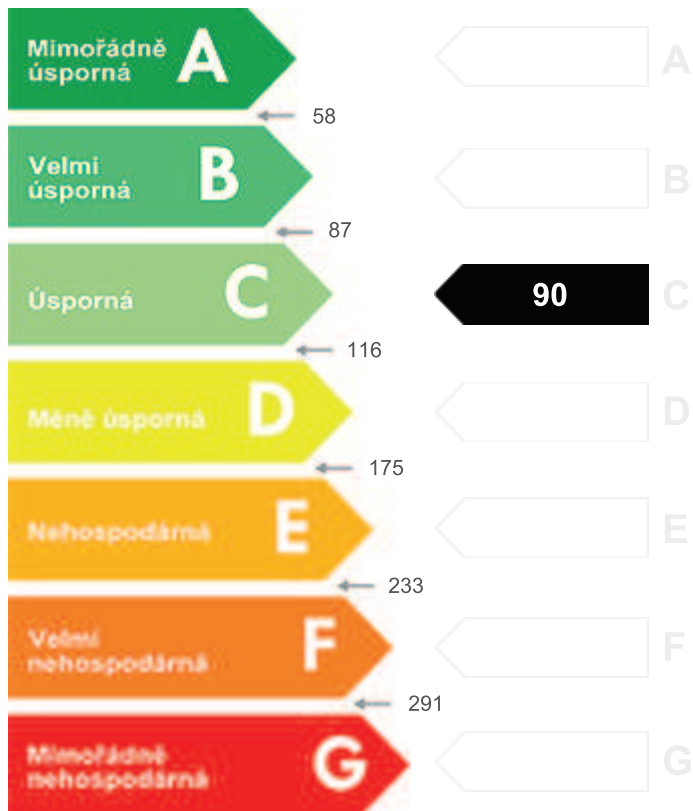 Mimořádně
úsporná
A
A
58
Velmi
úsporná
B
B
87
Úsporná
C
90
C
116
Méně úsporná
D
D
175
Nehospodárná
E
E
233
Velmi
nehospodárná
F
F
291
Mimořádně
nehospodárná
G
G